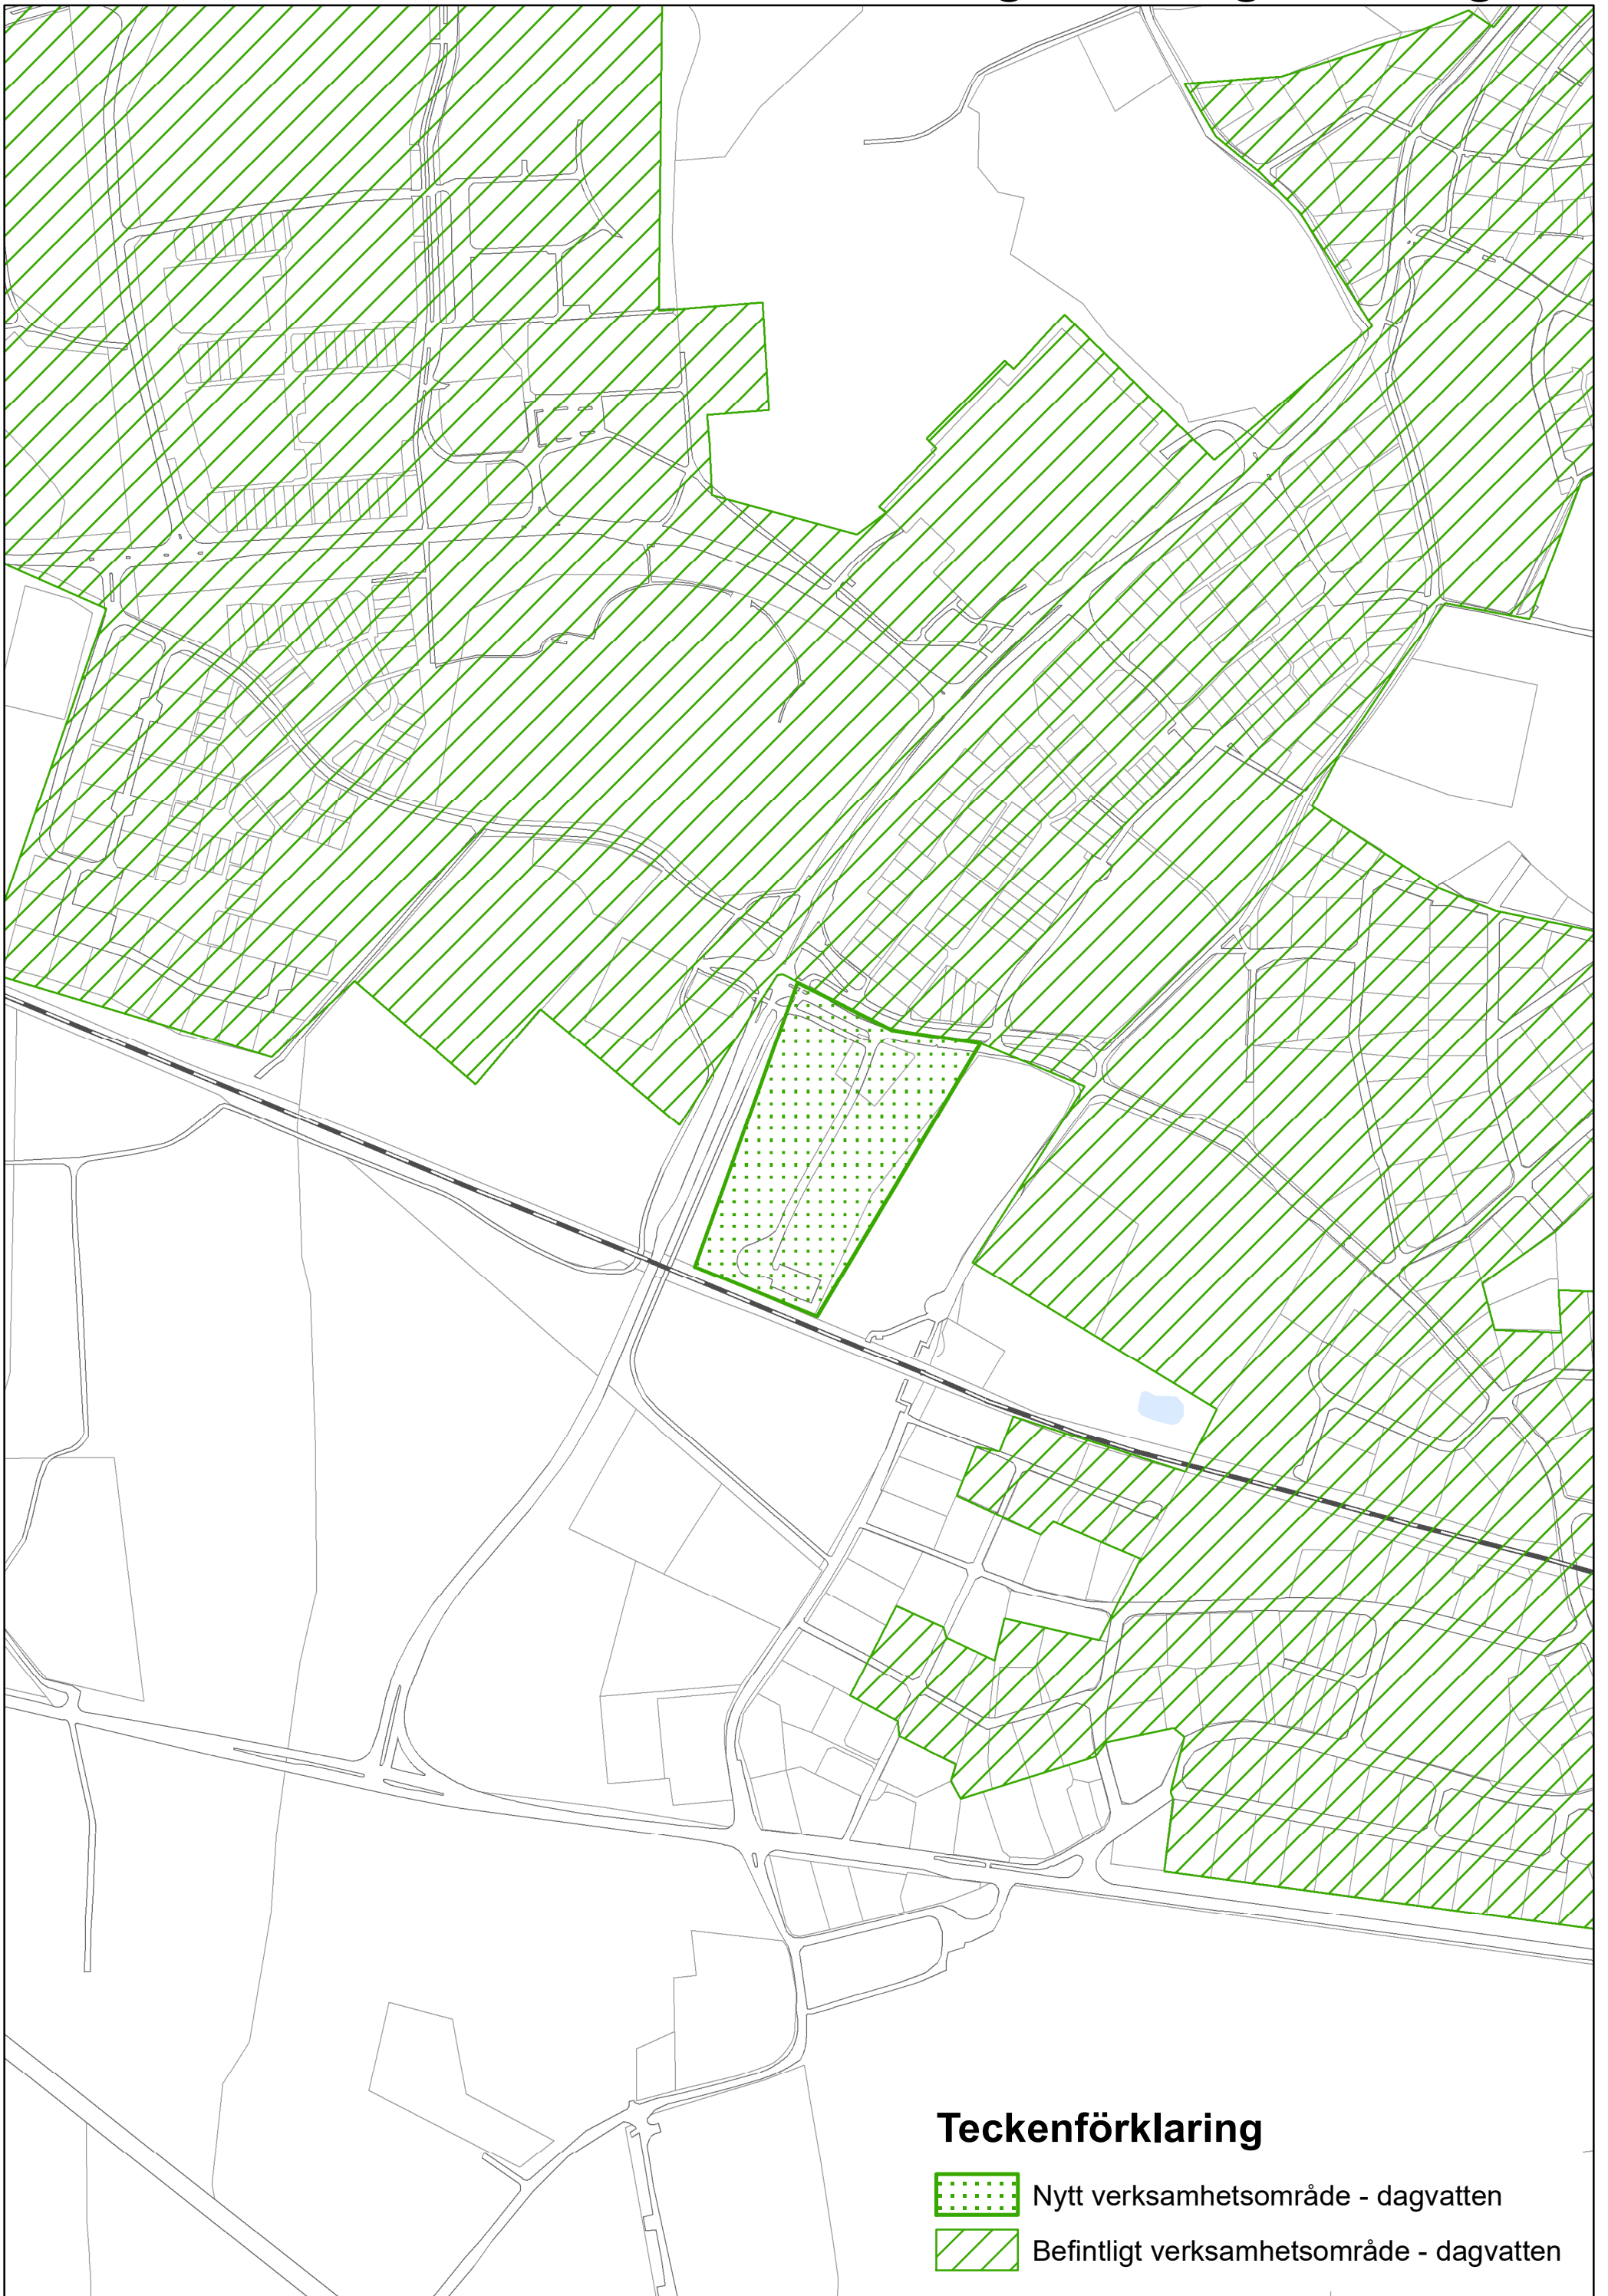 Teckenförklaring
Nytt verksamhetsområde - dagvatten
Befintligt verksamhetsområde - dagvatten